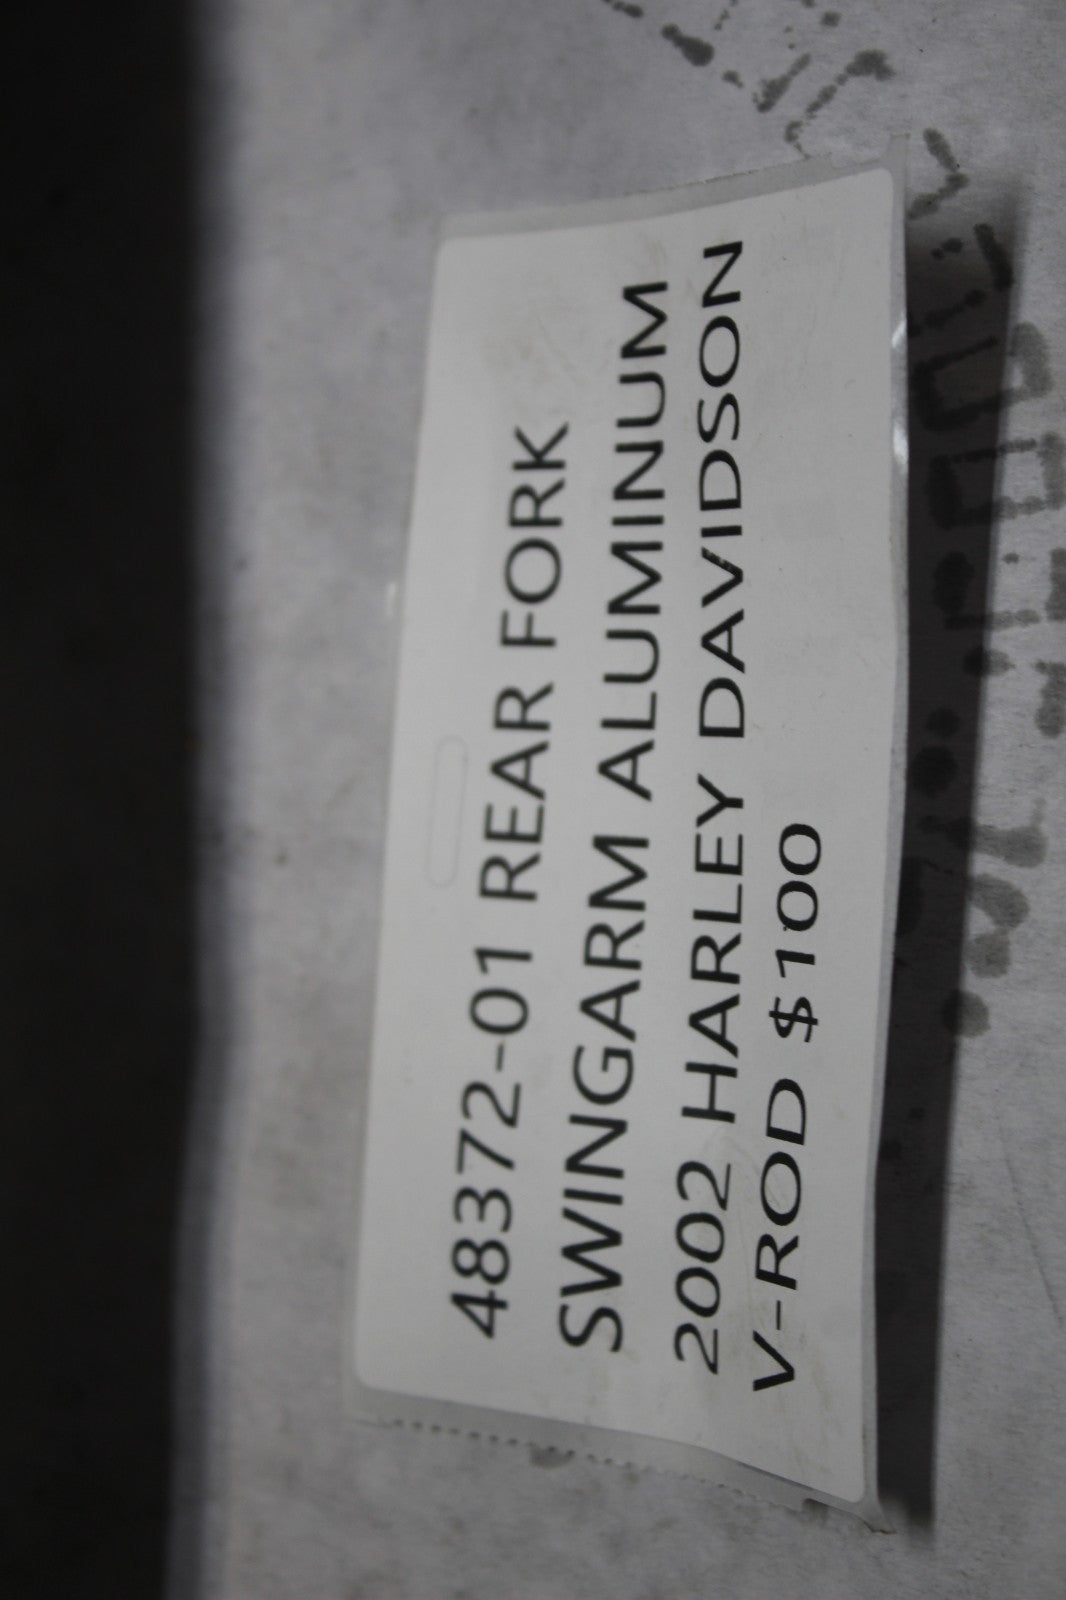 48372-01 REAR FORK
SWINGARM ALUMINUM
2002 HARLEY DAVIDSON
V-ROD $100